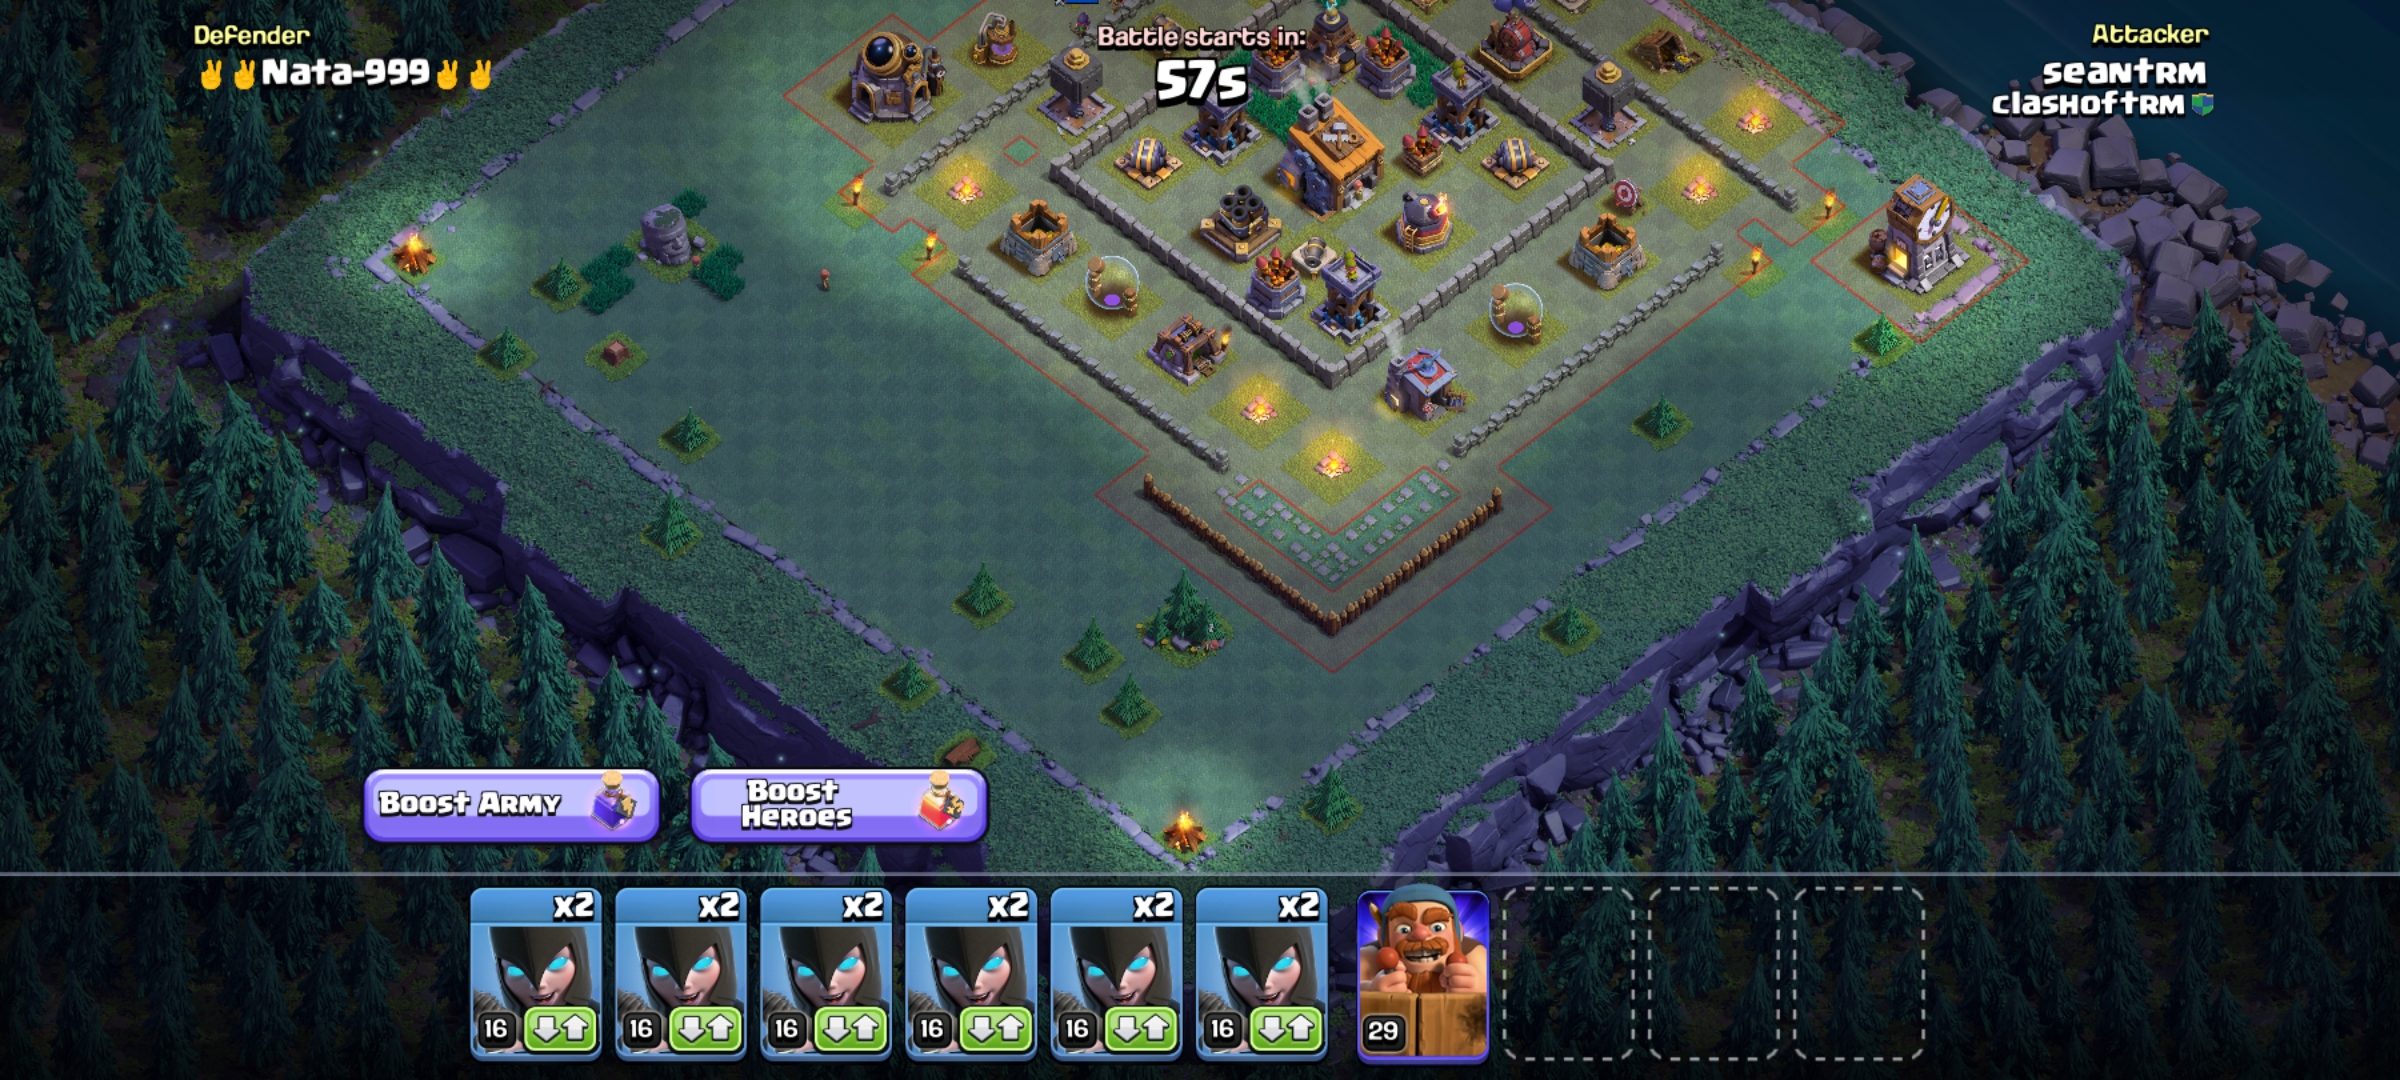 Defender
✌️✌️Nata-999✌️✌️
Battle starts in:
57s
Attacker
seantRM
clashoftRM
Boost Army
Boost
Heroes
x2 x2 x2 x2 x2 x2
16 16 16 16 16 16 29